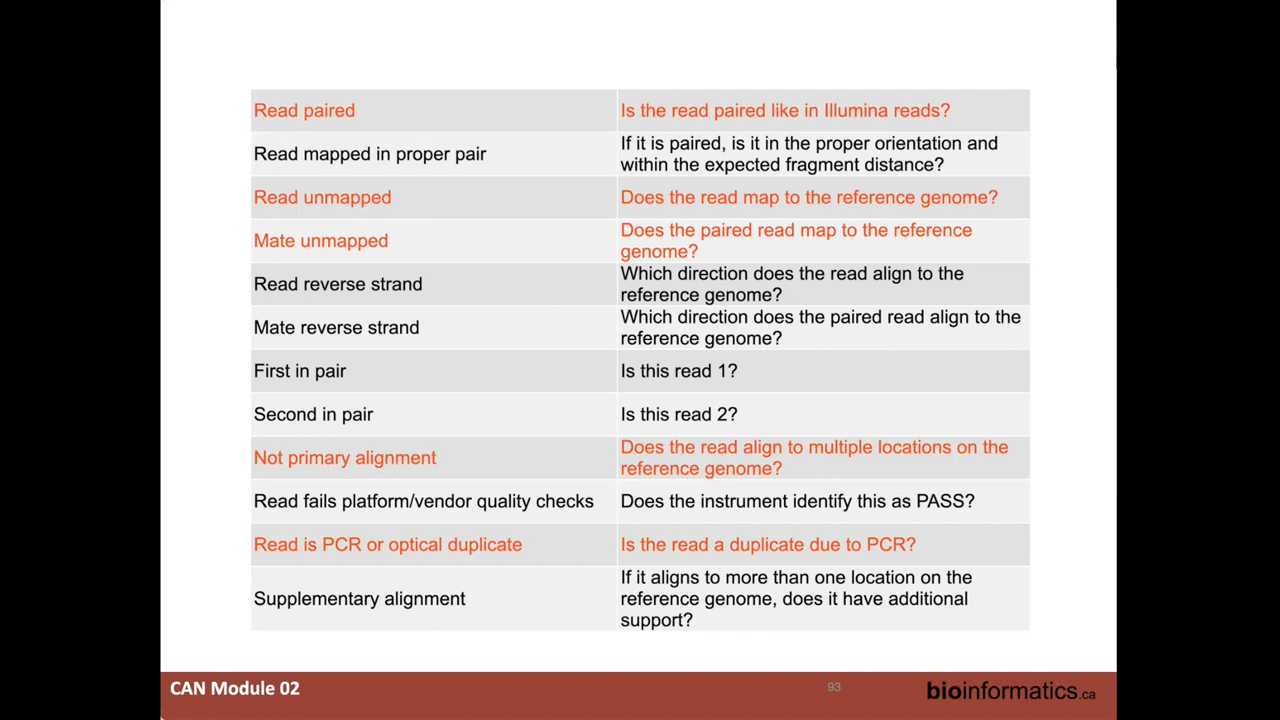 Read paired
Is the read paired like in Illumina reads?
Read mapped in proper pair
If it is paired, is it in the proper orientation and
within the expected fragment distance?
Read unmapped
Does the read map to the reference genome?
Mate unmapped
Does the paired read map to the reference
genome?
Read reverse strand
Which direction does the read align to the
reference genome?
Mate reverse strand
Which direction does the paired read align to the
reference genome?
First in pair
Is this read 1?
Second in pair
Is this read 2?
Not primary alignment
Does the read align to multiple locations on the
reference genome?
Read fails platform/vendor quality checks
Does the instrument identify this as PASS?
Read is PCR or optical duplicate
Is the read a duplicate due to PCR?
Supplementary alignment
If it aligns to more than one location on the
reference genome, does it have additional
support?
CAN Module 02
93
bioinformatics.ca